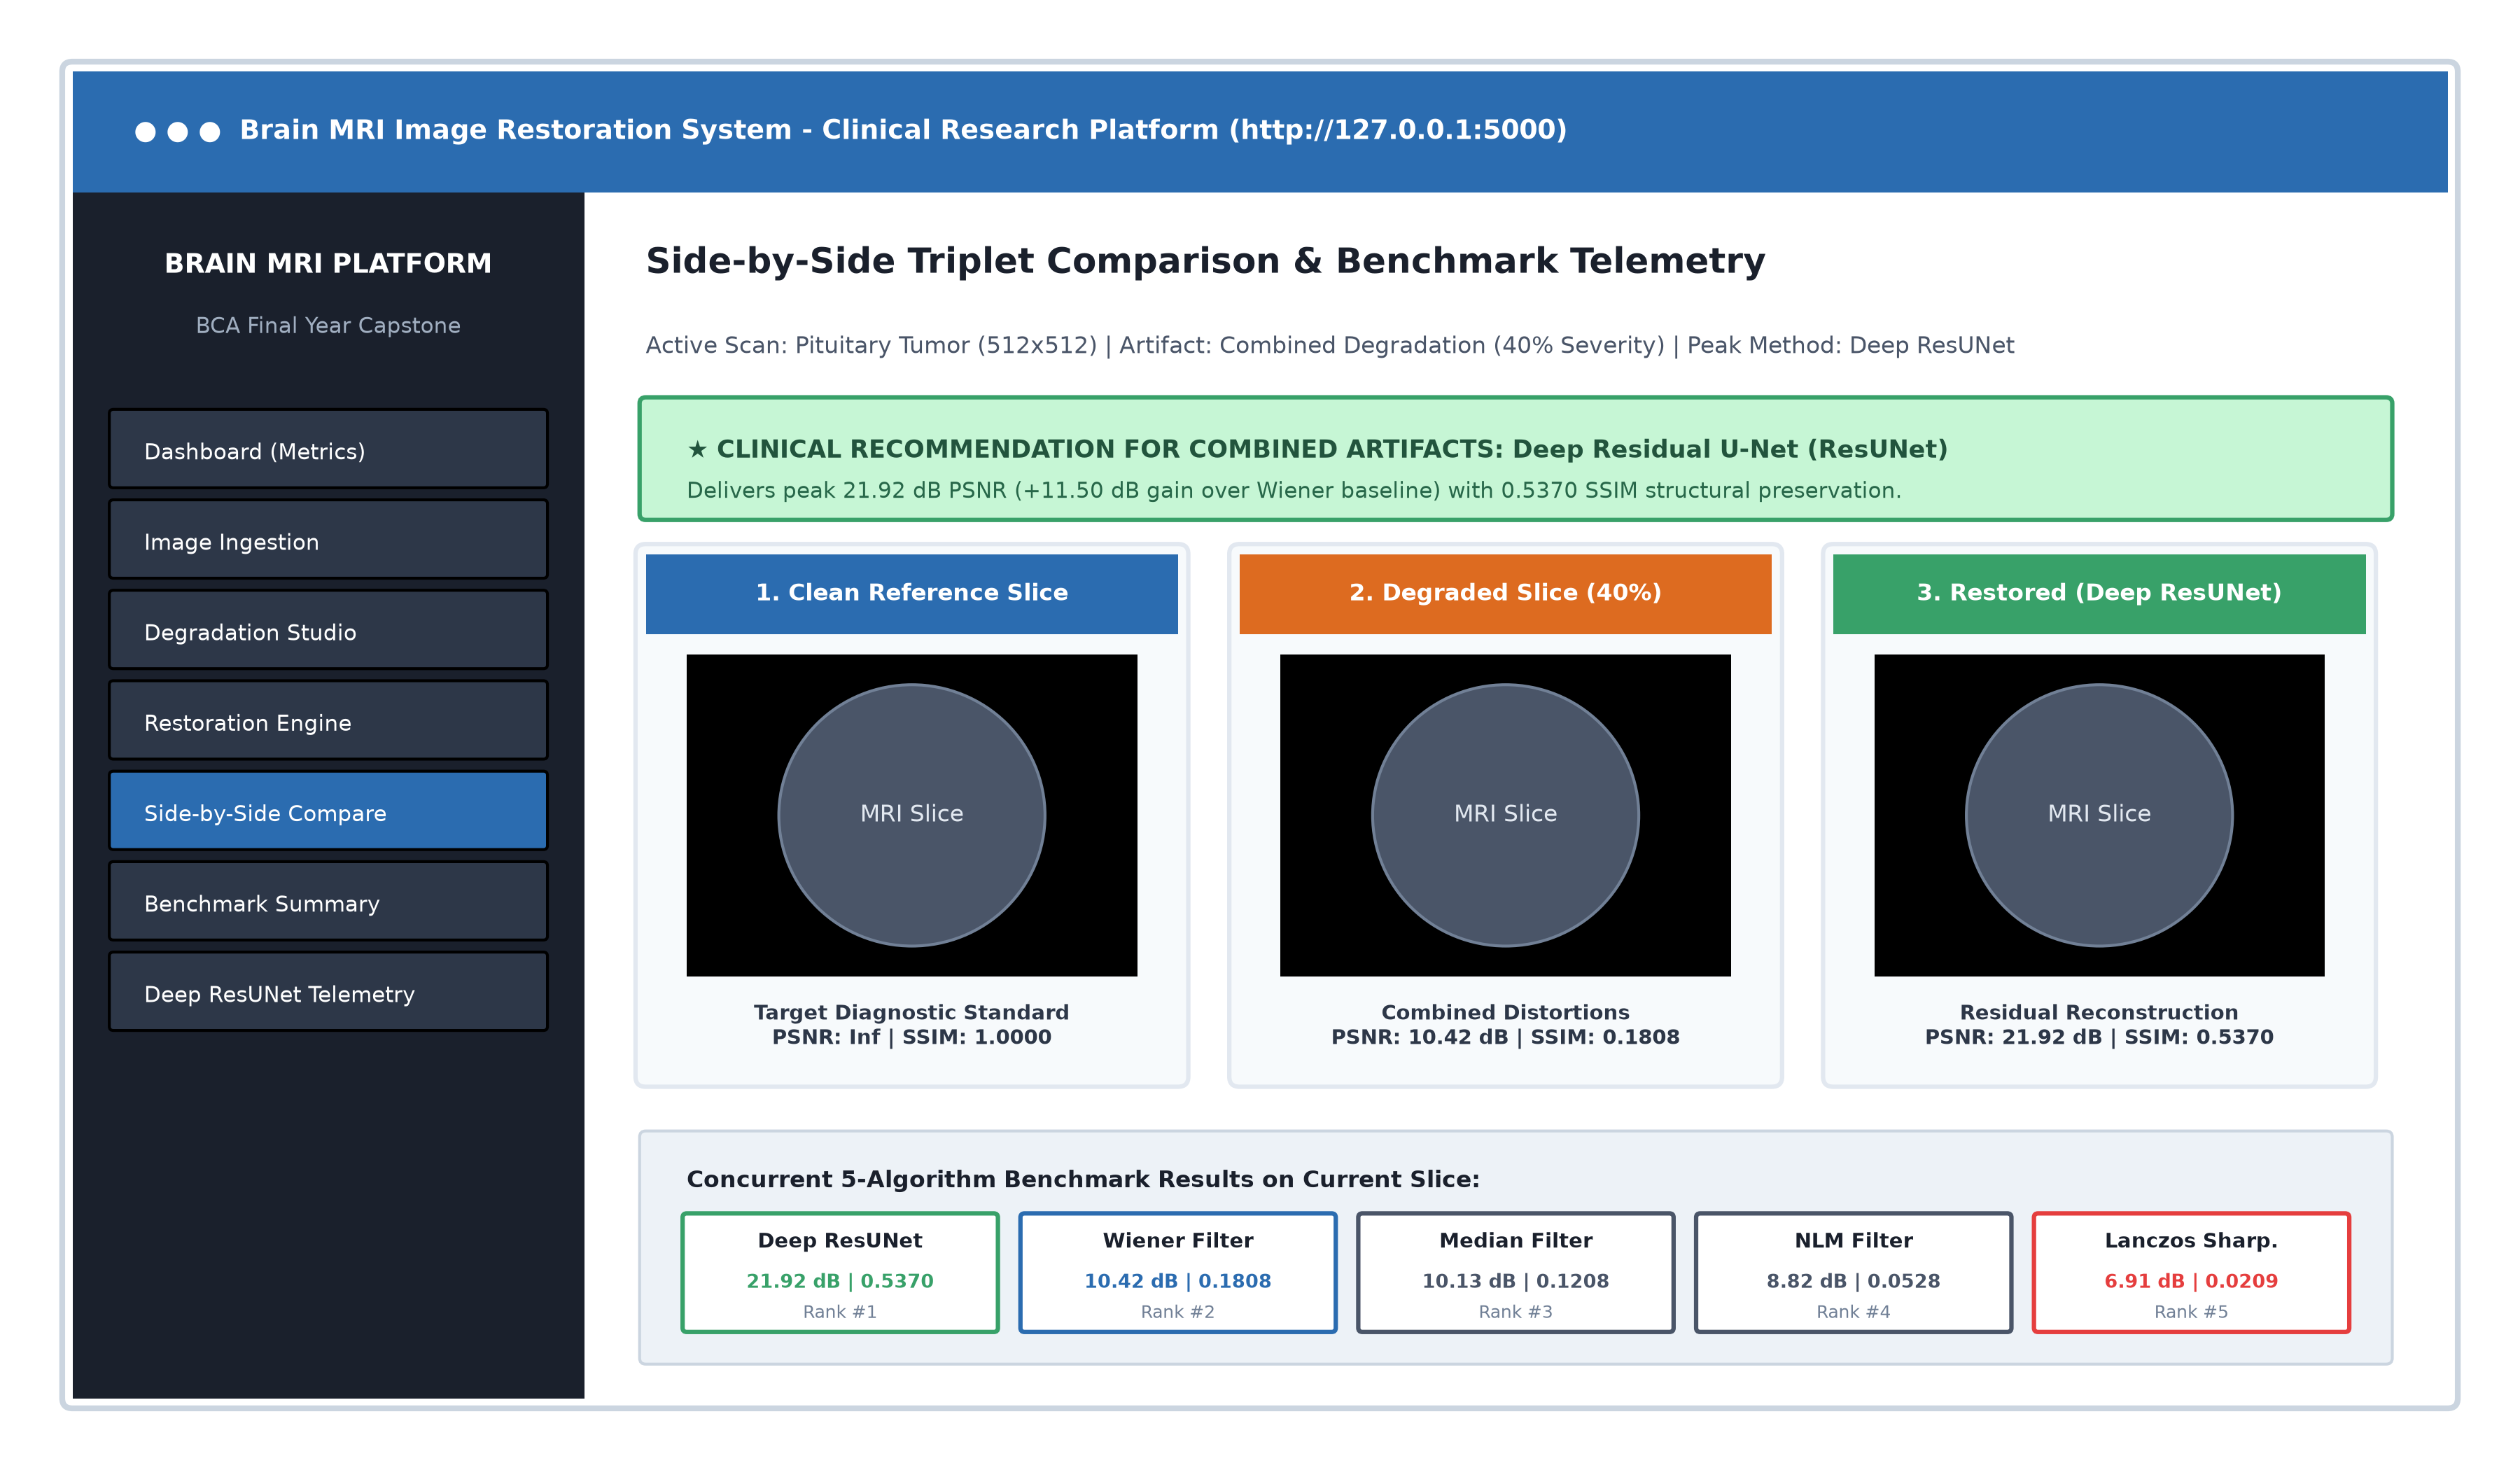 ● ● ● Brain MRI Image Restoration System - Clinical Research Platform (http://127.0.0.1:5000)
BRAIN MRI PLATFORM
BCA Final Year Capstone
Dashboard (Metrics)
Image Ingestion
Degradation Studio
Restoration Engine
Side-by-Side Compare
Benchmark Summary
Deep ResUNet Telemetry
Side-by-Side Triplet Comparison & Benchmark Telemetry
Active Scan: Pituitary Tumor (512x512) | Artifact: Combined Degradation (40% Severity) | Peak Method: Deep ResUNet
★ CLINICAL RECOMMENDATION FOR COMBINED ARTIFACTS: Deep Residual U-Net (ResUNet)
Delivers peak 21.92 dB PSNR (+11.50 dB gain over Wiener baseline) with 0.5370 SSIM structural preservation.
1. Clean Reference Slice
MRI Slice
Target Diagnostic Standard
PSNR: Inf | SSIM: 1.0000
2. Degraded Slice (40%)
MRI Slice
Combined Distortions
PSNR: 10.42 dB | SSIM: 0.1808
3. Restored (Deep ResUNet)
MRI Slice
Residual Reconstruction
PSNR: 21.92 dB | SSIM: 0.5370
Concurrent 5-Algorithm Benchmark Results on Current Slice:
Deep ResUNet
21.92 dB | 0.5370
Rank #1
Wiener Filter
10.42 dB | 0.1808
Rank #2
Median Filter
10.13 dB | 0.1208
Rank #3
NLM Filter
8.82 dB | 0.0528
Rank #4
Lanczos Sharp.
6.91 dB | 0.0209
Rank #5